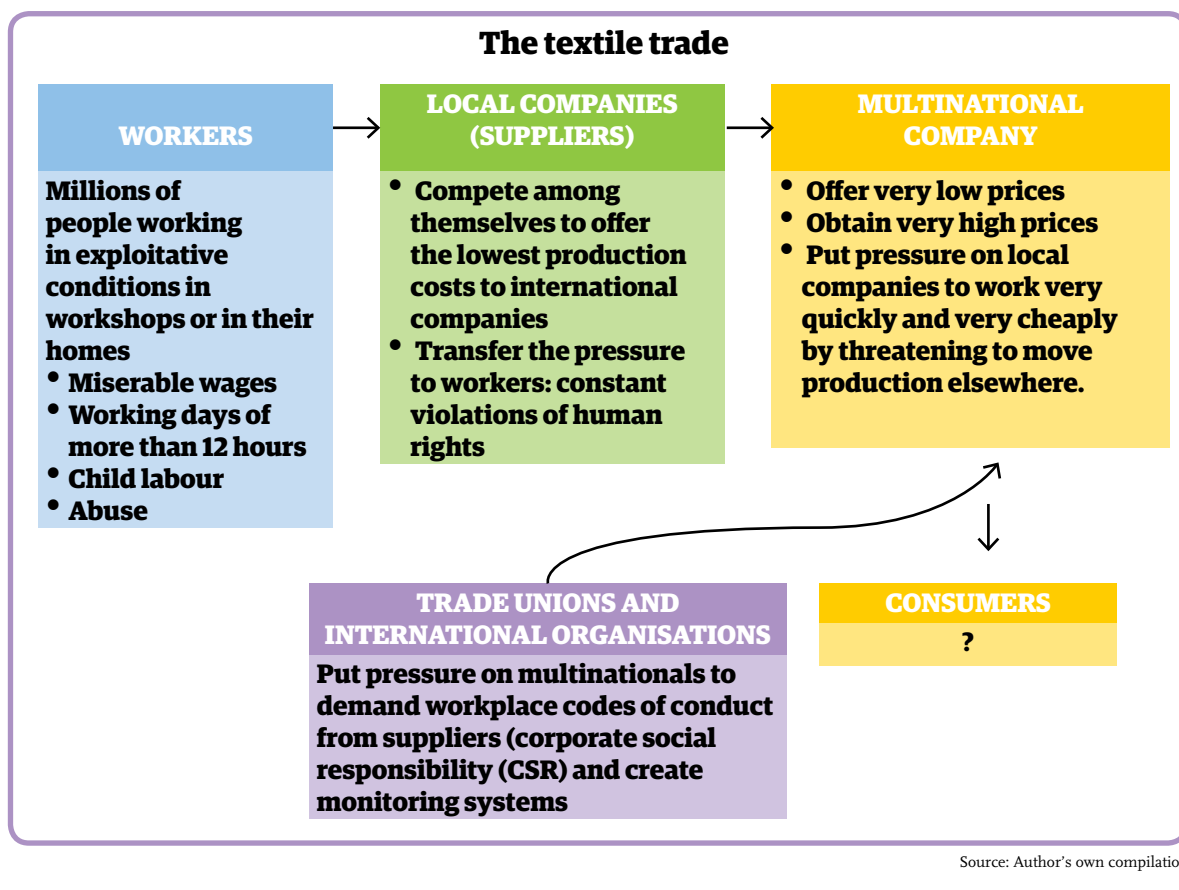 The textile trade
WORKERS
Millions of
people working
in exploitative
conditions in
workshops or in their
homes
• Miserable wages
• Working days of
more than 12 hours
• Child labour
• Abuse
LOCAL COMPANIES
(SUPPLIERS)
• Compete among
themselves to offer
the lowest production
costs to international
companies
• Transfer the pressure
to workers: constant
violations of human
rights
MULTINATIONAL
COMPANY
• Offer very low prices
• Obtain very high prices
• Put pressure on local
companies to work very
quickly and very cheaply
by threatening to move
production elsewhere.
TRADE UNIONS AND
INTERNATIONAL ORGANISATIONS
Put pressure on multinationals to
demand workplace codes of conduct
from suppliers (corporate social
responsibility (CSR) and create
monitoring systems
CONSUMERS
?
Source: Author's own compilatio